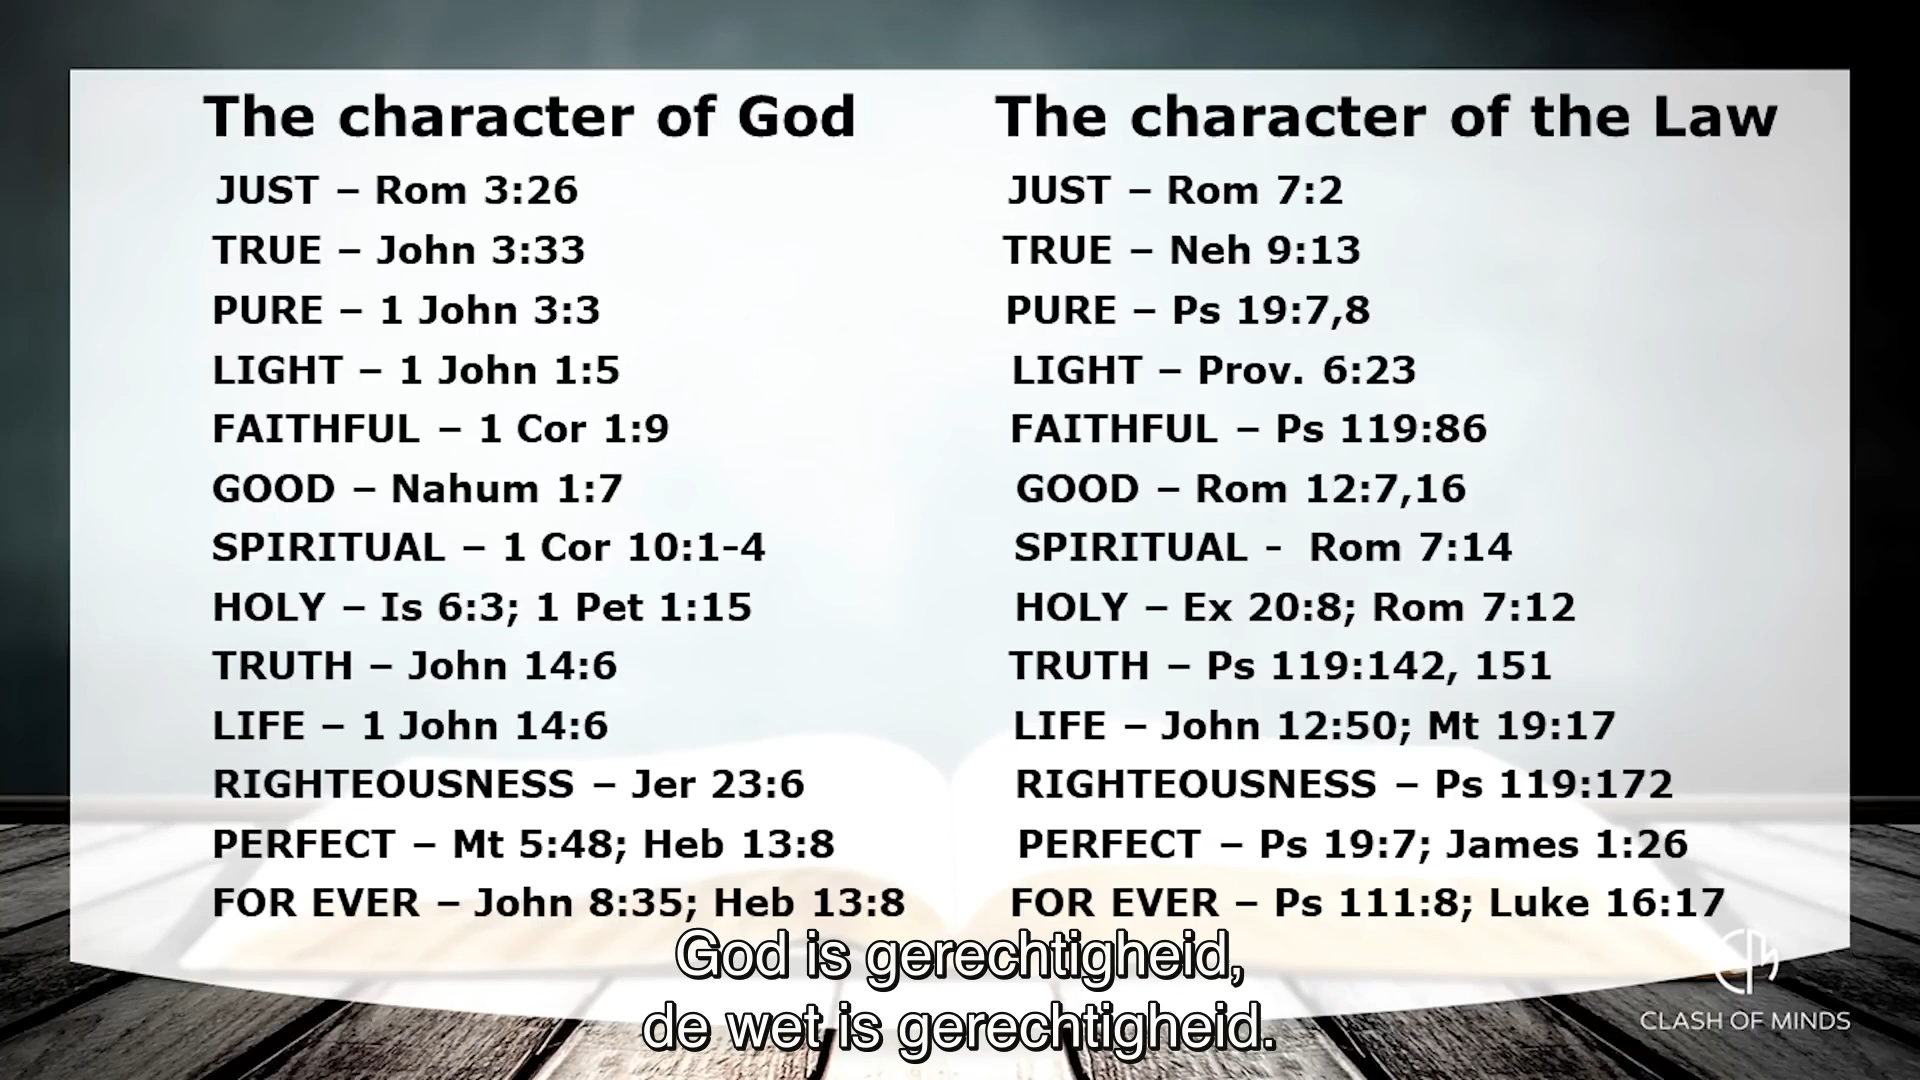 The character of God
JUST – Rom 3:26
TRUE – John 3:33
PURE – 1 John 3:3
LIGHT – 1 John 1:5
FAITHFUL – 1 Cor 1:9
GOOD – Nahum 1:7
SPIRITUAL – 1 Cor 10:1-4
HOLY – Is 6:3; 1 Pet 1:15
TRUTH – John 14:6
LIFE – 1 John 14:6
RIGHTEOUSNESS – Jer 23:6
PERFECT – Mt 5:48; Heb 13:8
FOR EVER – John 8:35; Heb 13:8
The character of the Law
JUST – Rom 7:2
TRUE – Neh 9:13
PURE – Ps 19:7,8
LIGHT – Prov. 6:23
FAITHFUL – Ps 119:86
GOOD – Rom 12:7,16
SPIRITUAL - Rom 7:14
HOLY – Ex 20:8; Rom 7:12
TRUTH – Ps 119:142, 151
LIFE – John 12:50; Mt 19:17
RIGHTEOUSNESS – Ps 119:172
PERFECT – Ps 19:7; James 1:26
FOR EVER – Ps 111:8; Luke 16:17
God is gerechtigheid,
de wet is gerechtigheid.
CLASH OF MINDS